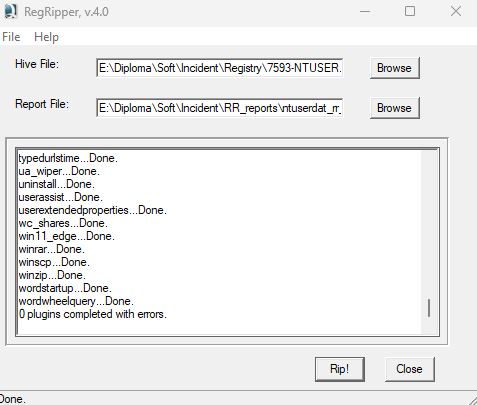 RegRipper, v.4.0
File Help
Hive File: E:\Diploma\Soft\Incident\Registry\7593-NTUSER. Browse
Report File: E:\Diploma\Soft\Incident\RR_reports\ntuserdat_rr_ Browse
typedurlstime...Done.
ua_wiper...Done.
uninstall...Done.
userassist...Done.
userextendedproperties...Done.
wc_shares...Done.
win11_edge...Done.
winrar...Done.
winscp...Done.
winzip...Done.
wordstartup...Done.
wordwheelquery...Done.
0 plugins completed with errors.
Rip! Close
Done.